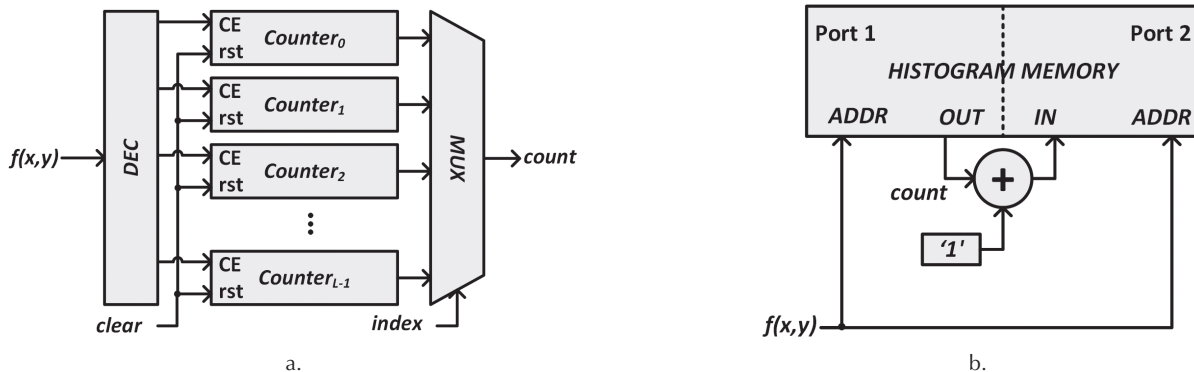 CE
rst
Counter0
CE
rst
Counter1
CE
rst
Counter2
CE
rst
CounterL-1
DEC
MUX
f(x,y)
count
clear
index
a.
Port 1
Port 2
HISTOGRAM MEMORY
ADDR
OUT
IN
ADDR
+
count
'1'
f(x,y)
b.